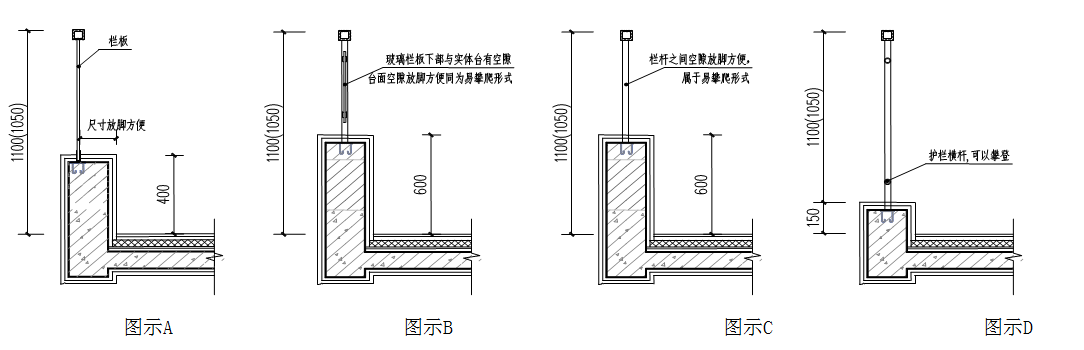 栏板
尺寸放脚方便
1100(1050)
400
图示A
玻璃栏板下部与实体台有空隙
台面空隙放脚方便同为易攀爬形式
1100(1050)
600
图示B
栏杆之间空隙放脚方便,
属于易攀爬形式
1100(1050)
600
图示C
护栏横杆,可以攀登
1100(1050)
150
图示D